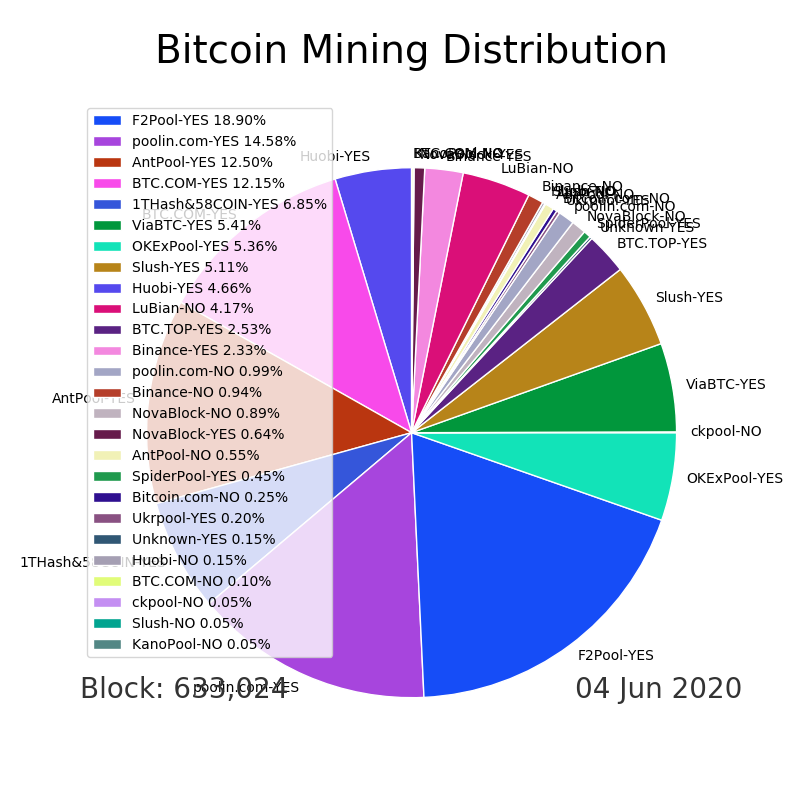 Bitcoin Mining Distribution
F2Pool-YES 18.90%
poolin.com-YES 14.58%
AntPool-YES 12.50%
BTC.COM-YES 12.15%
1THash&58COIN-YES 6.85%
ViaBTC-YES 5.41%
OKExPool-YES 5.36%
Slush-YES 5.11%
Huobi-YES 4.66%
LuBian-NO 4.17%
BTC.TOP-YES 2.53%
Binance-YES 2.33%
poolin.com-NO 0.99%
Binance-NO 0.94%
NovaBlock-NO 0.89%
NovaBlock-YES 0.64%
AntPool-NO 0.55%
SpiderPool-YES 0.45%
Bitcoin.com-NO 0.25%
Ukrpool-YES 0.20%
Unknown-YES 0.15%
Huobi-NO 0.15%
BTC.COM-NO 0.10%
ckpool-NO 0.05%
Slush-NO 0.05%
KanoPool-NO 0.05%
Huobi-YES
BTC.COM-YES
AntPool-YES
1THash&58COIN-YES
poolin.com-YES
Binance-YES
LuBian-NO
Binance-NO
poolin.com-NO
NovaBlock-NO
SpiderPool-YES
Unknown-YES
BTC.TOP-YES
Slush-YES
ViaBTC-YES
ckpool-NO
OKExPool-YES
F2Pool-YES
Block: 633,024
04 Jun 2020